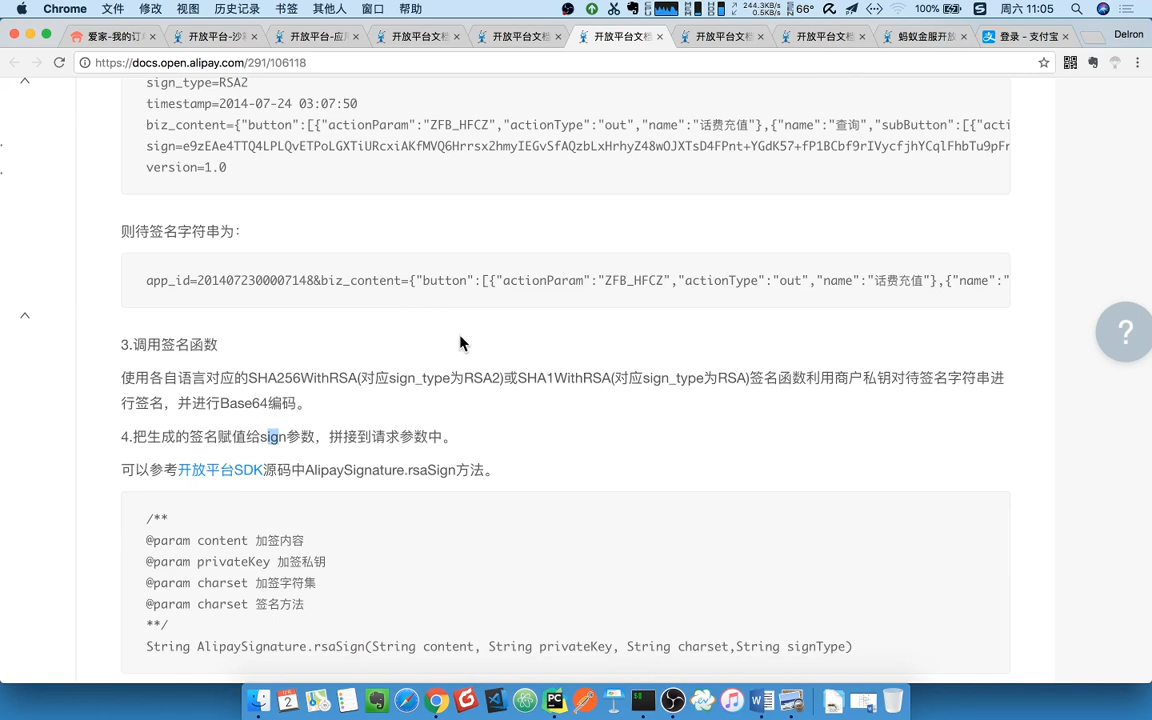 Chrome 文件 修改 视图 历史记录 书签 其他人 窗口 帮助 244.3KB/s 0.5KB/s 66° 100% 周六 11:05
爱家-我的订 开放平台-沙 开放平台-应 开放平台文档 开放平台文档 开放平台文档 开放平台文档 开放平台文档 蚂蚁金服开放 登录 - 支付宝 Delron
https://docs.open.alipay.com/291/106118
sign_type=RSA2
timestamp=2014-07-24 03:07:50
biz_content={"button":[{"actionParam":"ZFB_HFCZ","actionType":"out","name":"话费充值"},{"name":"查询","subButton":[{"acti
sign=e9zEAe4TTQ4LPLQvETPoLGXTiURcxiAKfMVQ6Hrrsx2hmyIEGvSfAQzbLxHrhyZ48wOJXTsD4FPnt+YGdK57+fP1BCbf9rIVycfjhYCqlFhbTu9pFn
version=1.0
则待签名字符串为：
app_id=2014072300007148&biz_content={"button":[{"actionParam":"ZFB_HFCZ","actionType":"out","name":"话费充值"},{"name":"
3.调用签名函数
使用各自语言对应的SHA256WithRSA(对应sign_type为RSA2)或SHA1WithRSA(对应sign_type为RSA)签名函数利用商户私钥对待签名字符串进
行签名，并进行Base64编码。
4.把生成的签名赋值给sign参数，拼接到请求参数中。
可以参考开放平台SDK源码中AlipaySignature.rsaSign方法。
/**
@param content 加签内容
@param privateKey 加签私钥
@param charset 加签字符集
@param charset 签名方法
**/
String AlipaySignature.rsaSign(String content, String privateKey, String charset,String signType)
?